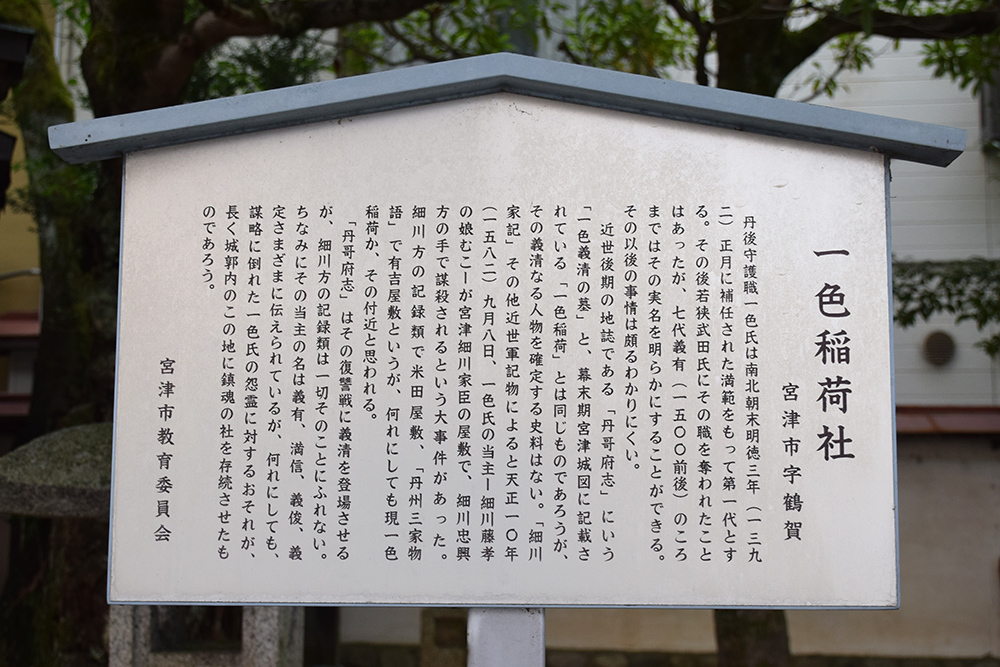 一色稲荷社
宮津市字鶴賀
丹後守護職一色氏は南北朝末明徳三年（一三九
二）正月に補任された満範をもって第一代とす
る。その後若狭武田氏にその職を奪われたこと
はあったが、七代義有（一五〇〇前後）のころ
まではその実名を明らかにすることができる。
その以後の事情は頗るわかりにくい。
近世後期の地誌である「丹哥府志」にいう
「一色義清の墓」と、幕末期宮津城図に記載さ
れている「一色稲荷」とは同じものであろうが、
その義清なる人物を確定する史料はない。「細川
家記」その他近世軍記物によると天正一〇年
（一五八二）九月八日、一色氏の当主ー細川藤孝
の娘むこーが宮津細川家臣の屋敷で、細川忠興
方の手で謀殺されるという大事件があった。
細川方の記録類で米田屋敷、「丹州三家物
語」で有吉屋敷というが、何れにしても現一色
稲荷か、その付近と思われる。
「丹哥府志」はその復讐戦に義清を登場させる
が、細川方の記録類は一切そのことにふれない。
ちなみにその当主の名は義有、満信、義俊、義
定さまざまに伝えられているが、何れにしても、
謀略に倒れた一色氏の怨霊に対するおそれが、
長く城郭内のこの地に鎮魂の社を存続させたも
のであろう。
宮津市教育委員会